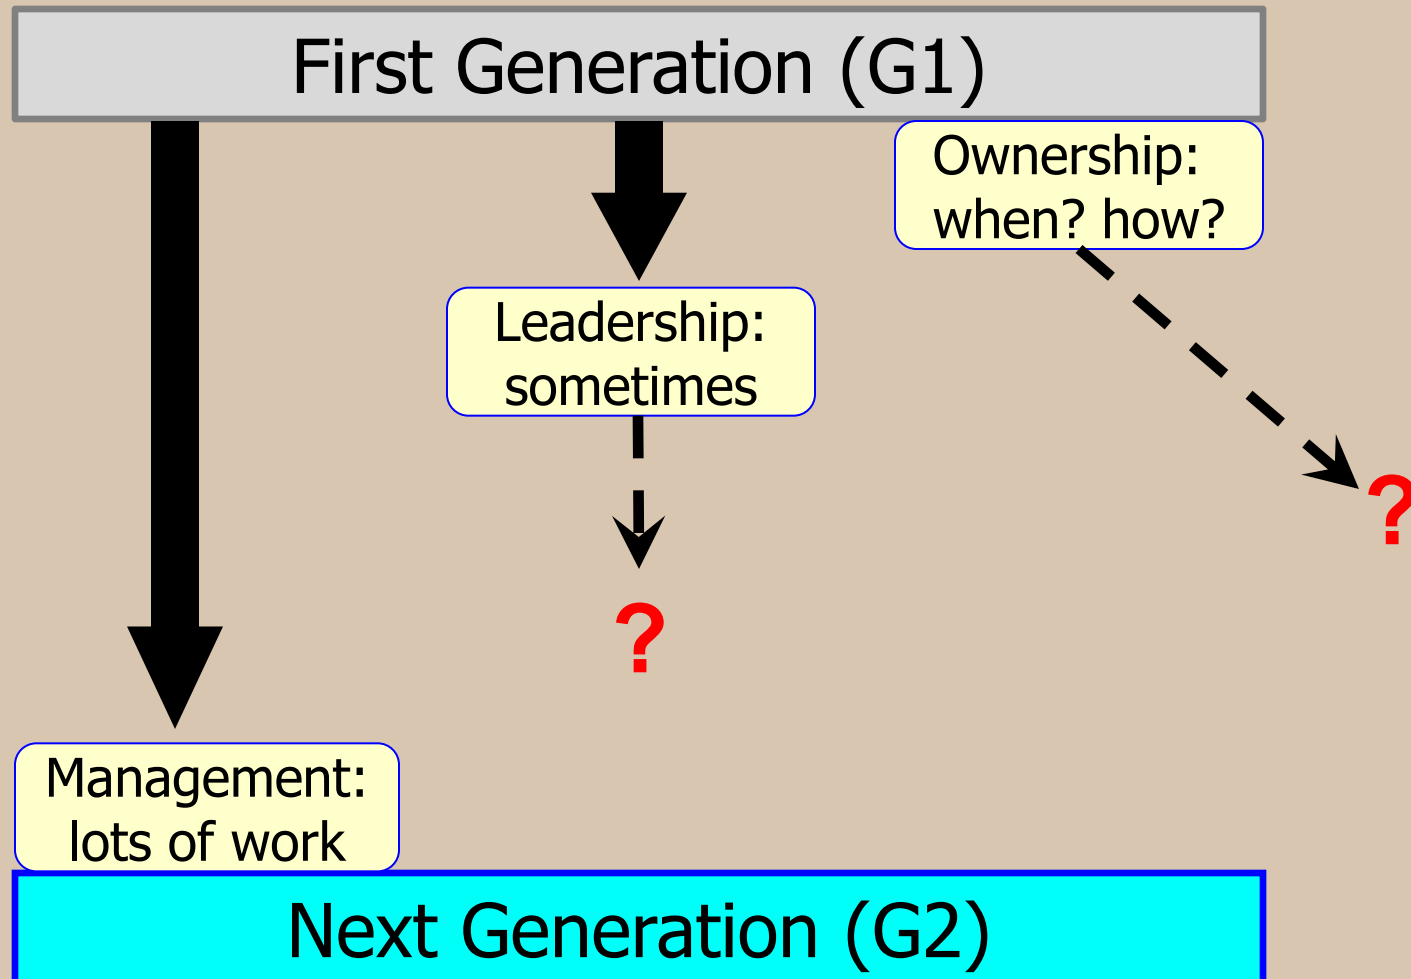 First Generation (G1)
Ownership:
when? how?
Leadership:
sometimes
?
?
Management:
lots of work
Next Generation (G2)